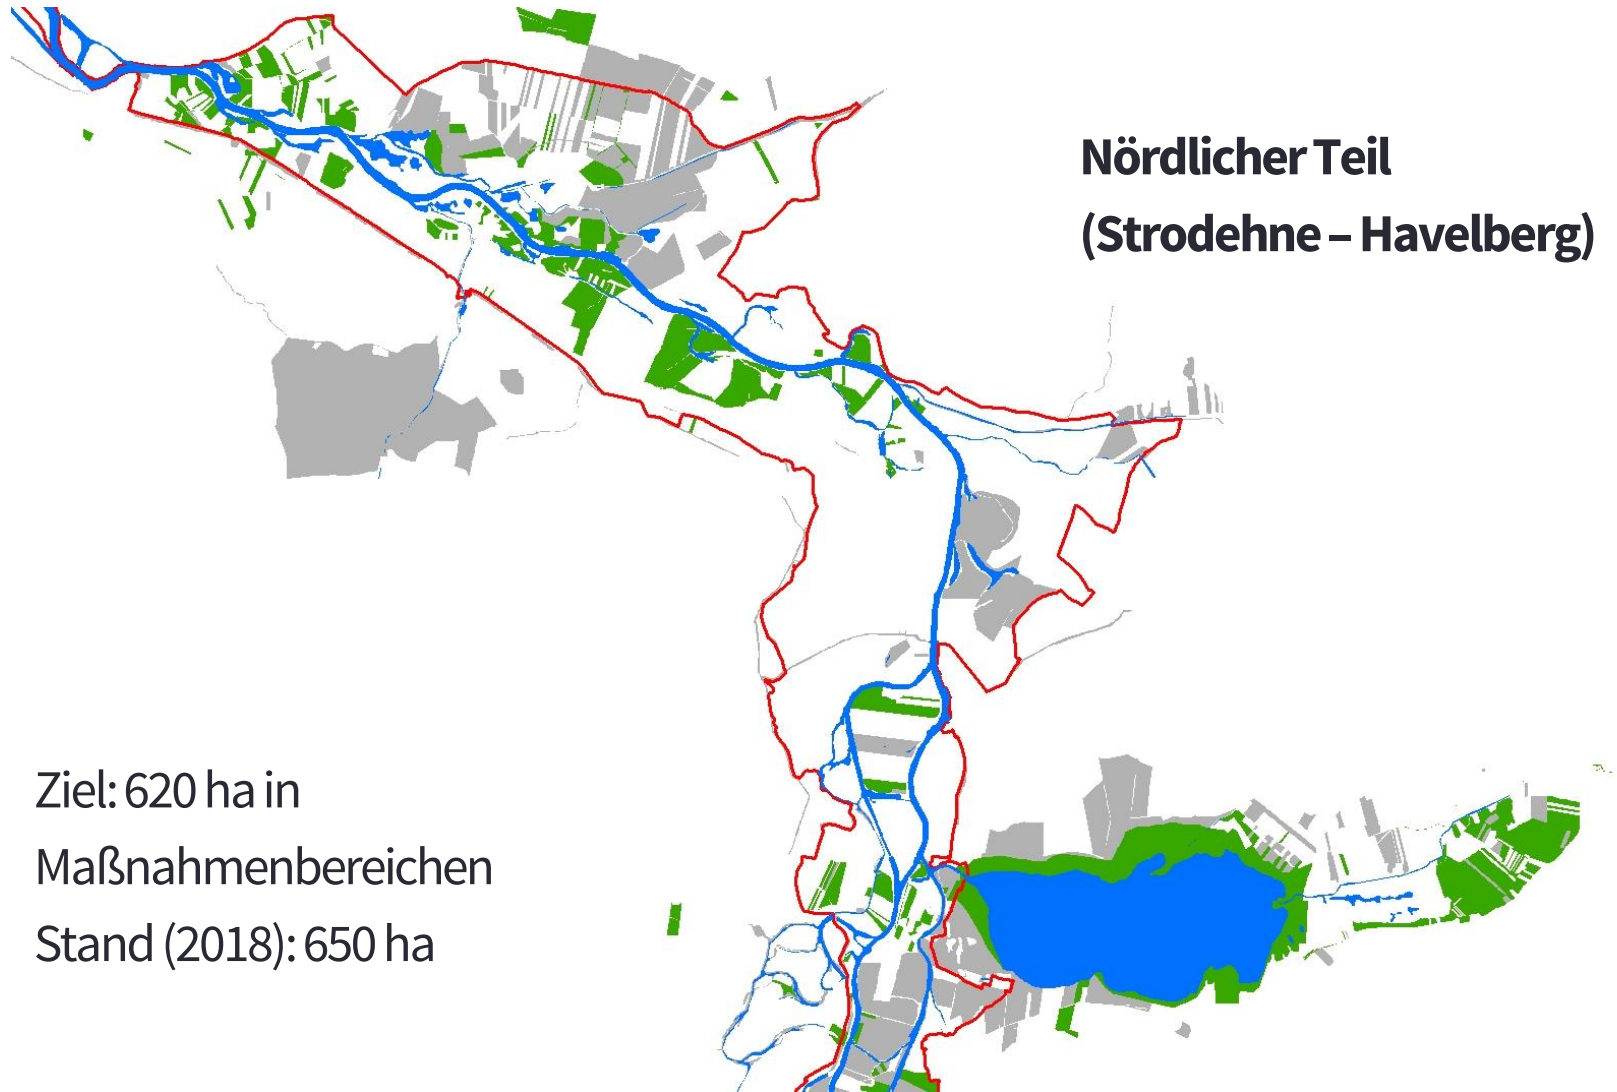 Nördlicher Teil
(Strodehne – Havelberg)
Ziel: 620 ha in
Maßnahmenbereichen
Stand (2018): 650 ha